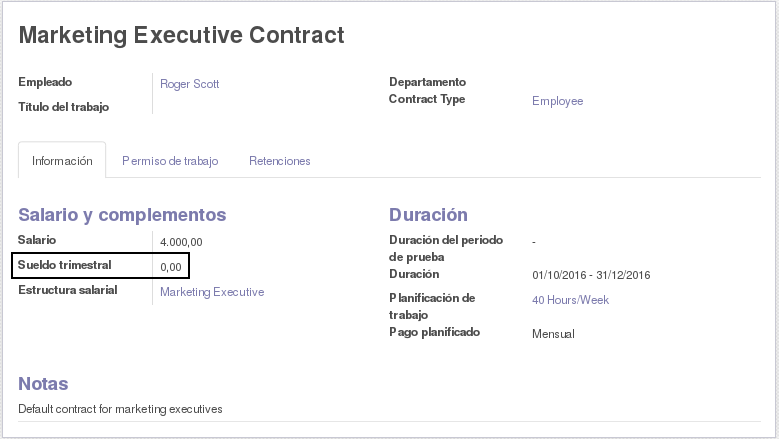 Marketing Executive Contract
Empleado Roger Scott
Título del trabajo
Departamento
Contract Type Employee
Información Permiso de trabajo Retenciones
Salario y complementos
Salario 4.000,00
Sueldo trimestral 0,00
Estructura salarial Marketing Executive
Duración
Duración del periodo -
de prueba
Duración 01/10/2016 - 31/12/2016
Planificación de 40 Hours/Week
trabajo
Pago planificado Mensual
Notas
Default contract for marketing executives